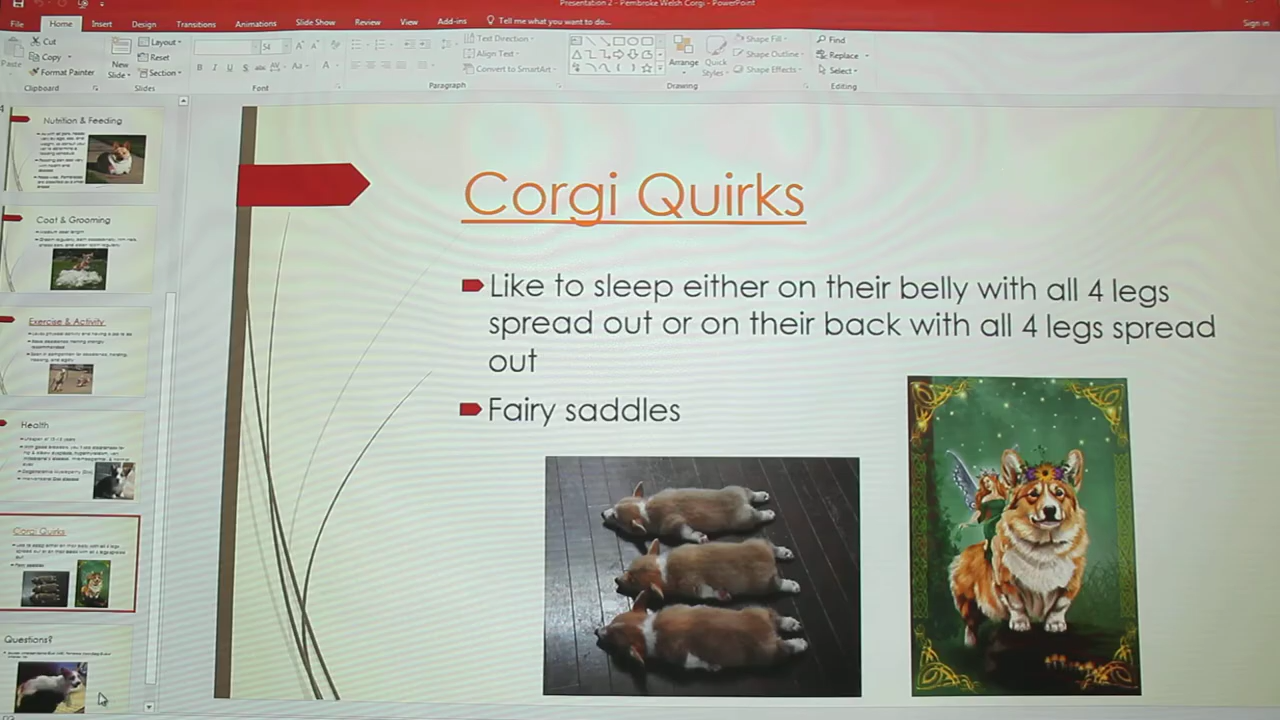 Presentation 2 - Pembroke Welsh Corgi - PowerPoint
File Home Insert Design Transitions Animations Slide Show Review View Add-ins Tell me what you want to do... Sign in
Cut
Copy
Format Painter
Paste
Clipboard
New Slide
Layout
Reset
Section
Slides
54
Font
Text Direction
Align Text
Convert to SmartArt
Paragraph
Arrange
Quick Styles
Shape Fill
Shape Outline
Shape Effects
Drawing
Find
Replace
Select
Editing
Nutrition & Feeding
Coat & Grooming
Exercise & Activity
Health
Corgi Quirks
Questions?
Corgi Quirks
Like to sleep either on their belly with all 4 legs
spread out or on their back with all 4 legs spread
out
Fairy saddles